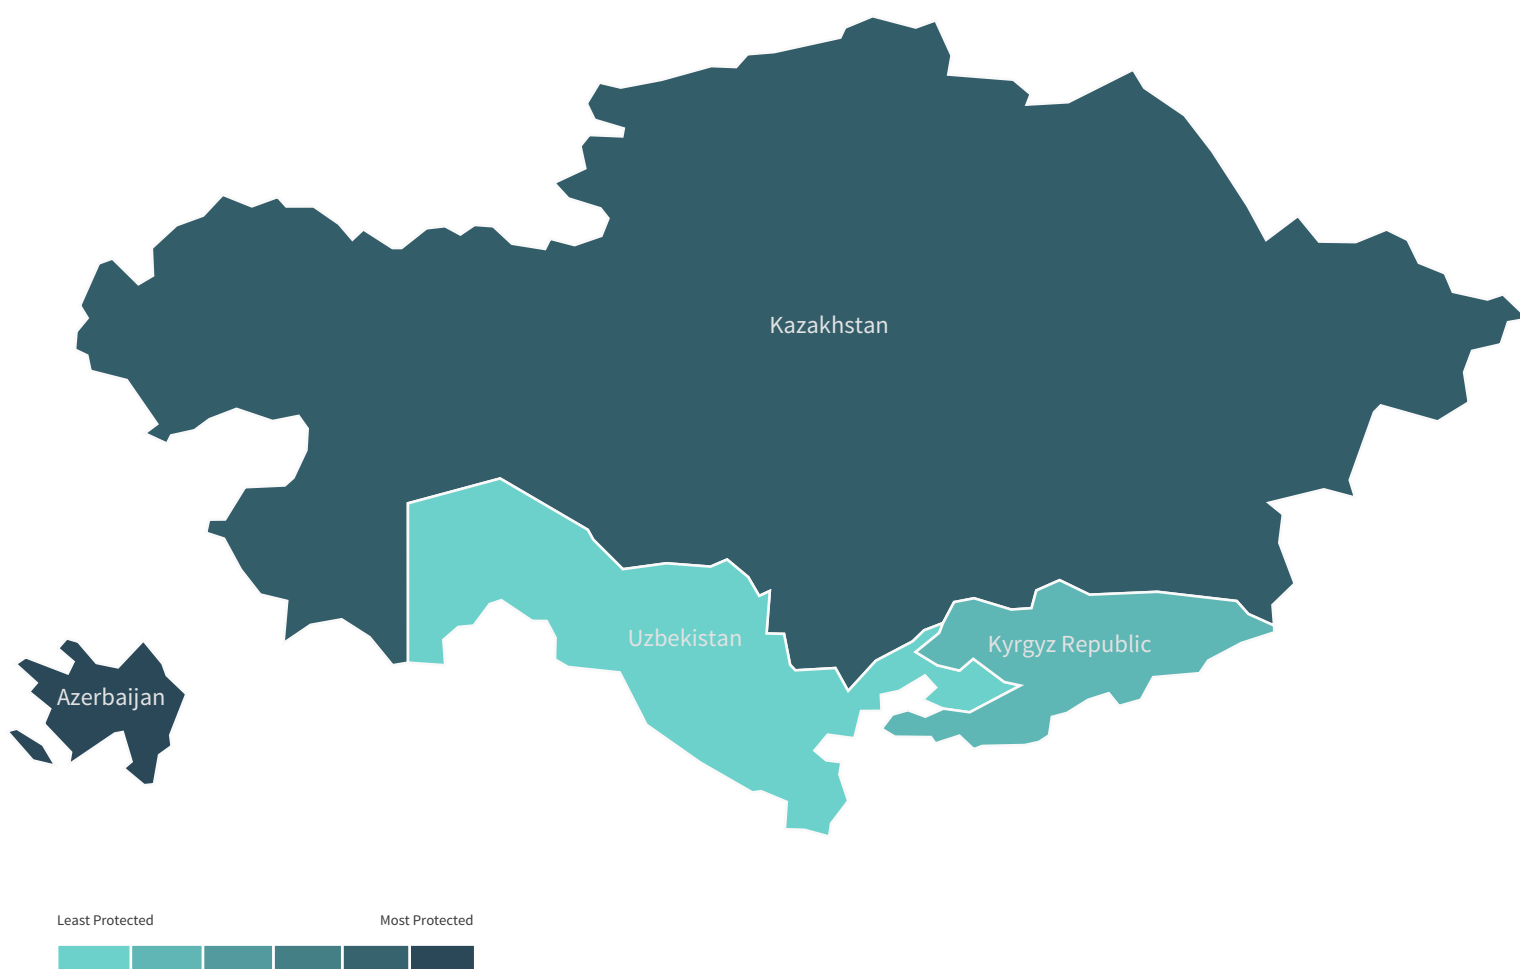 Kazakhstan
Uzbekistan
Kyrgyz Republic
Azerbaijan
Least Protected
Most Protected